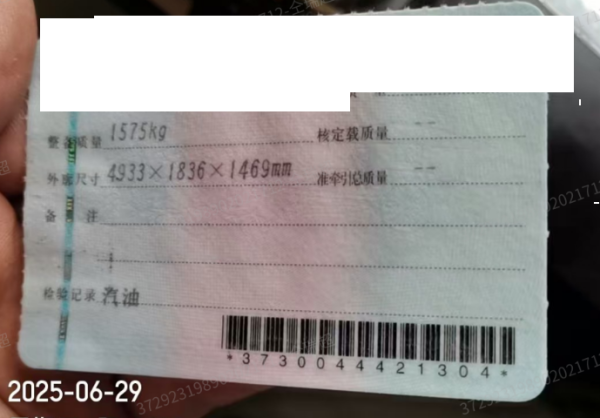 整备质量 1575kg 核定载质量 --
外廓尺寸 4933×1836×1469mm 准牵引总质量 --
备 注
检验记录 汽油
*3730044421304*
2025-06-29